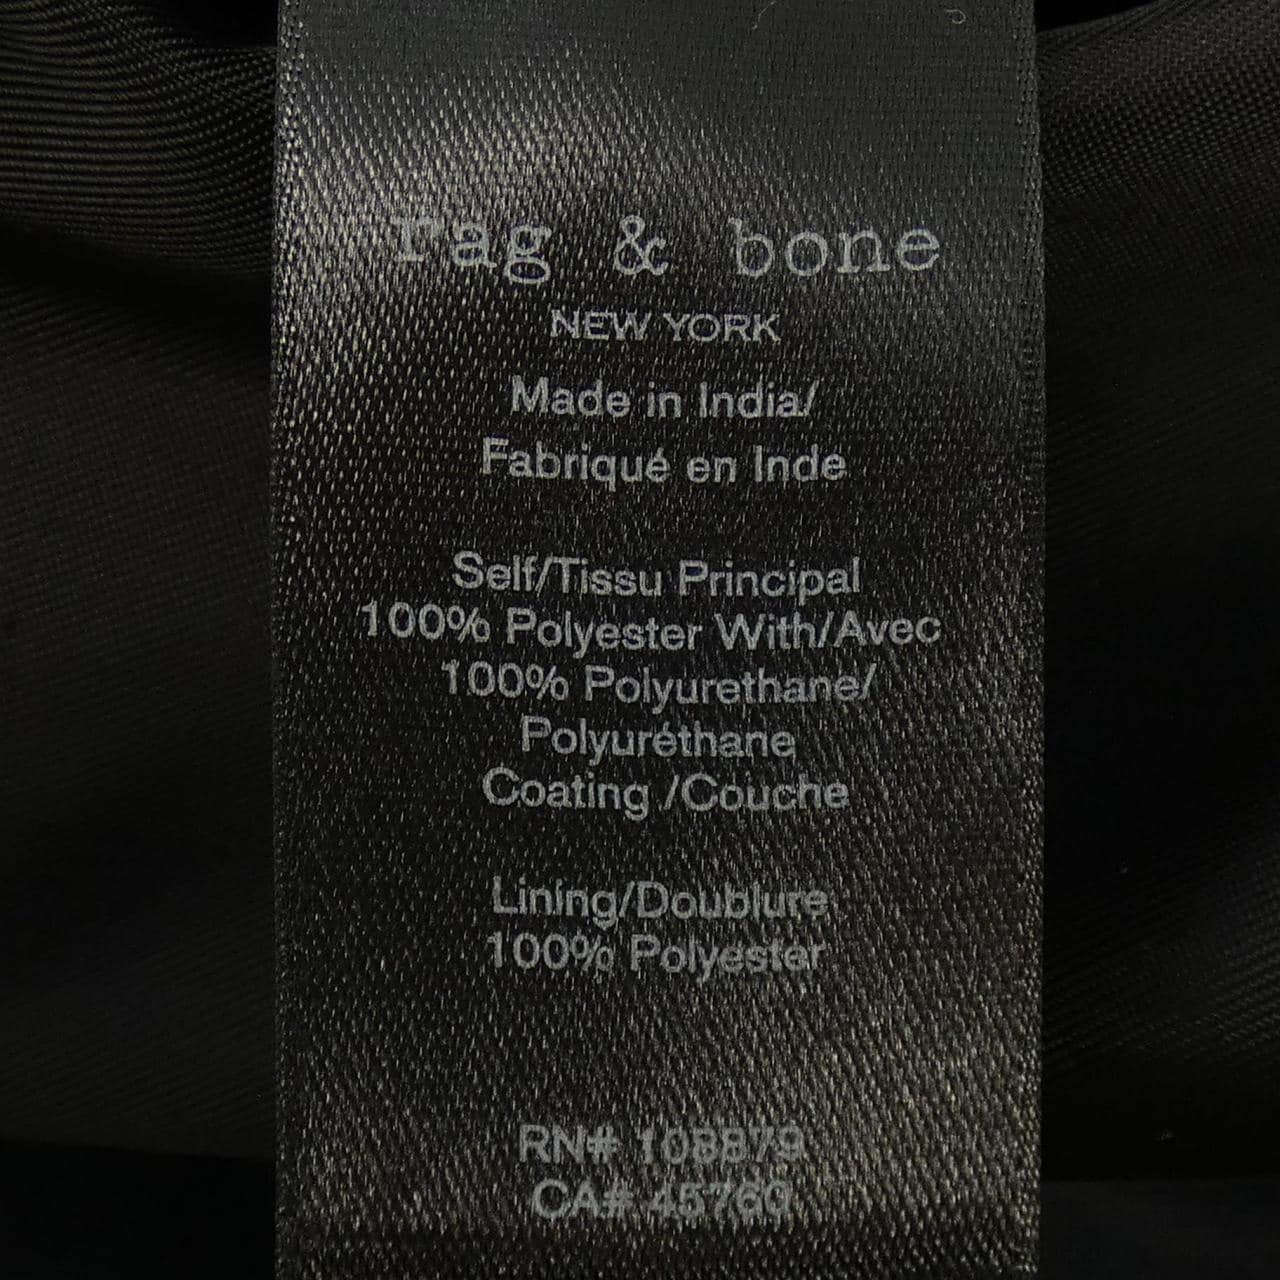 rag & bone
NEW YORK
Made in India/
Fabriqué en Inde
Self/Tissu Principal
100% Polyester With/Avec
100% Polyurethane/
Polyuréthane
Coating /Couche
Lining/Doublure
100% Polyester
RN# 108879
CA# 45760